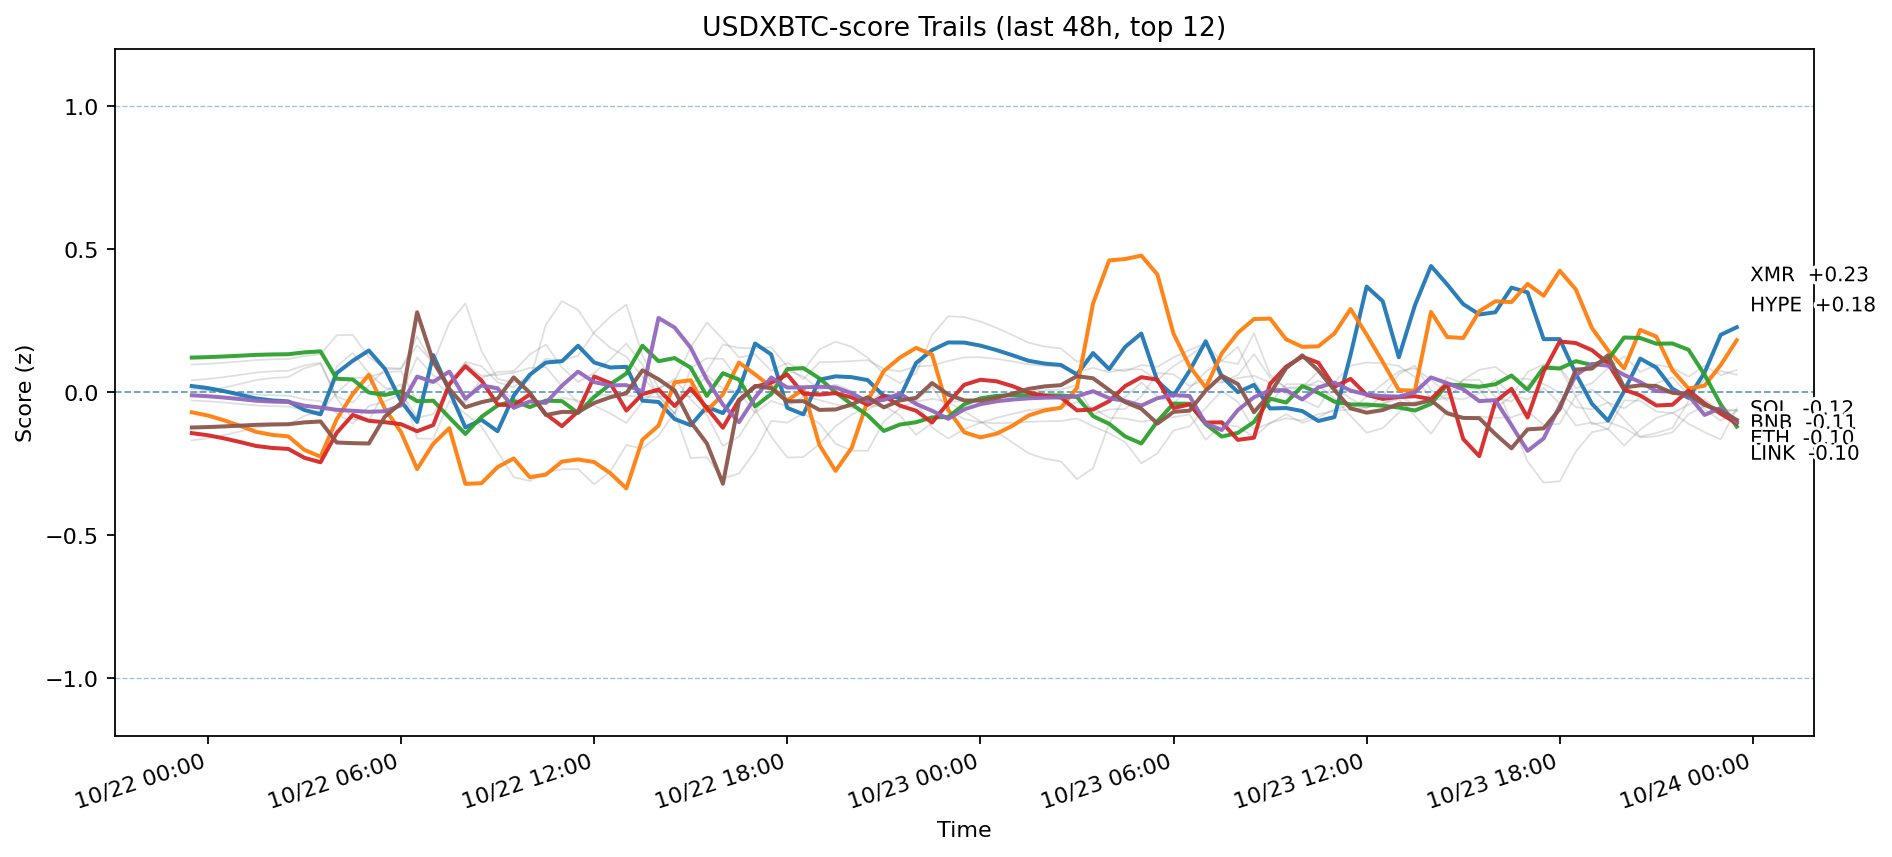 USDXBTC-score Trails (last 48h, top 12)
Score (z)
1.0
0.5
0.0
−0.5
−1.0
XMR +0.23
HYPE +0.18
SOL -0.12
BNB -0.11
ETH -0.10
LINK -0.10
10/22 00:00
10/22 06:00
10/22 12:00
10/22 18:00
10/23 00:00
10/23 06:00
10/23 12:00
10/23 18:00
10/24 00:00
Time